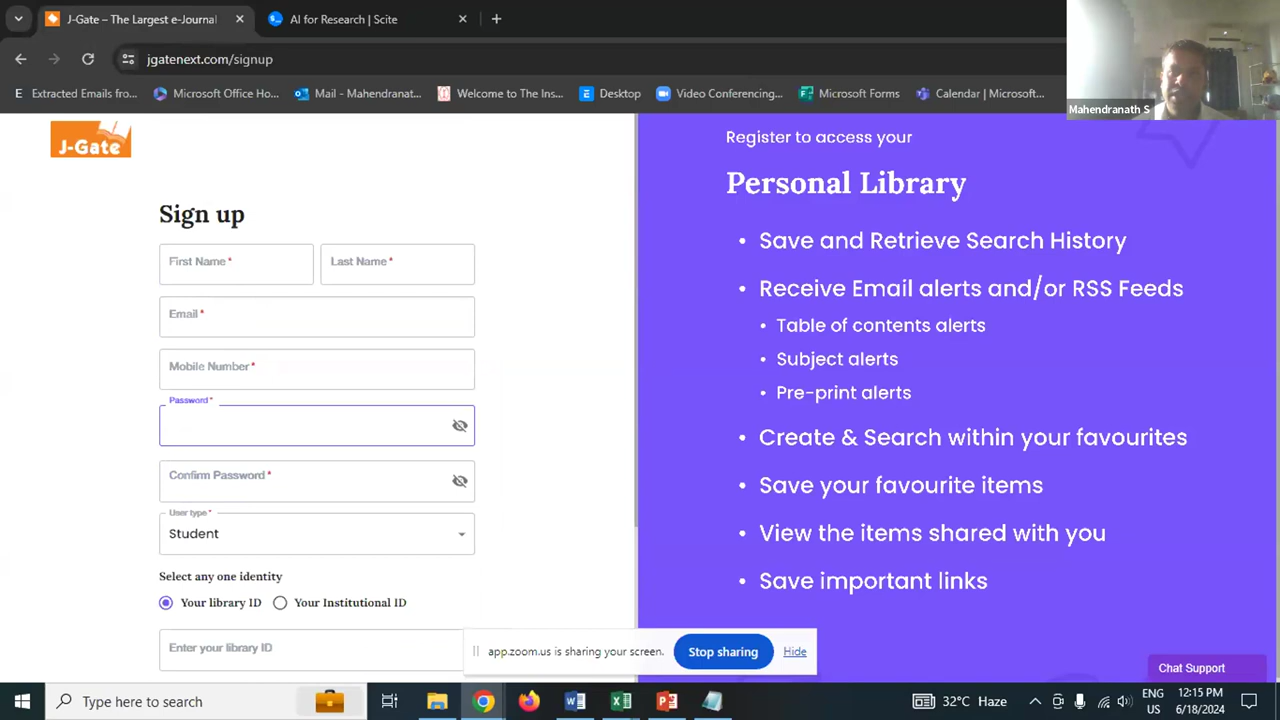 J-Gate – The Largest e-Journal
AI for Research | Scite
jgatenext.com/signup
E Extracted Emails from...
Microsoft Office Ho...
Mail - Mahendranat...
Welcome to The Ins...
Desktop
Video Conferencing...
Microsoft Forms
Calendar | Microsoft...
Mahendranath S
J-Gate
Sign up
First Name *
Last Name *
Email *
Mobile Number *
Password *
Confirm Password *
User type *
Student
Select any one identity
Your library ID
Your Institutional ID
Enter your library ID
Register to access your
Personal Library
• Save and Retrieve Search History
• Receive Email alerts and/or RSS Feeds
• Table of contents alerts
• Subject alerts
• Pre-print alerts
• Create & Search within your favourites
• Save your favourite items
• View the items shared with you
• Save important links
app.zoom.us is sharing your screen.
Stop sharing
Hide
Chat Support
Type here to search
32°C Haze
ENG
US
12:15 PM
6/18/2024